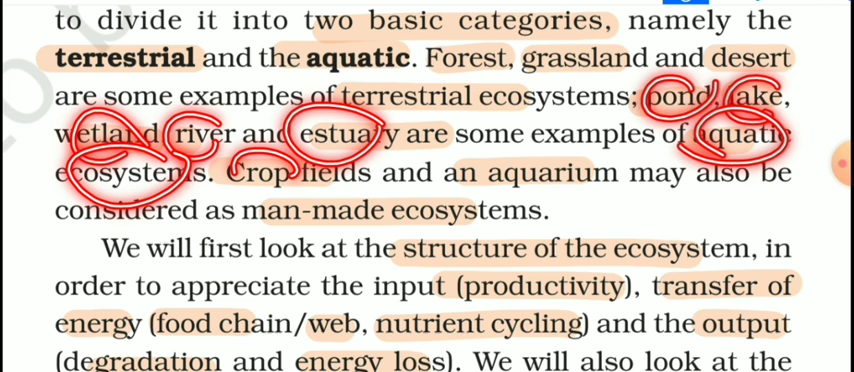 to divide it into two basic categories, namely the
terrestrial and the aquatic. Forest, grassland and desert
are some examples of terrestrial ecosystems; pond, lake,
wetland, river and estuary are some examples of aquatic
ecosystems. Crop fields and an aquarium may also be
considered as man-made ecosystems.
We will first look at the structure of the ecosystem, in
order to appreciate the input (productivity), transfer of
energy (food chain/web, nutrient cycling) and the output
(degradation and energy loss). We will also look at the